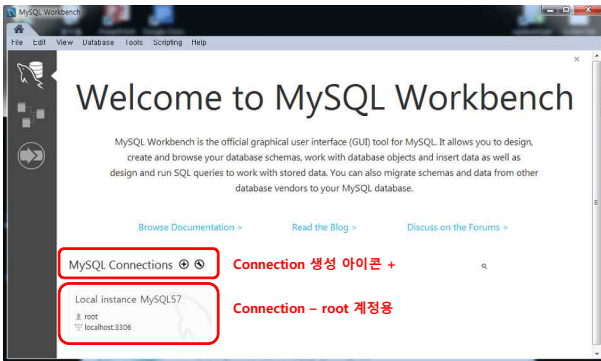 MySQL Workbench
File Edit View Database Tools Scripting Help
Welcome to MySQL Workbench
MySQL Workbench is the official graphical user interface (GUI) tool for MySQL. It allows you to design,
create and browse your database schemas, work with database objects and insert data as well as
design and run SQL queries to work with stored data. You can also migrate schemas and data from other
database vendors to your MySQL database.
Browse Documentation > Read the Blog > Discuss on the Forums >
MySQL Connections Connection 생성 아이콘 +
Local instance MySQL57
root
localhost:3306
Connection – root 계정용